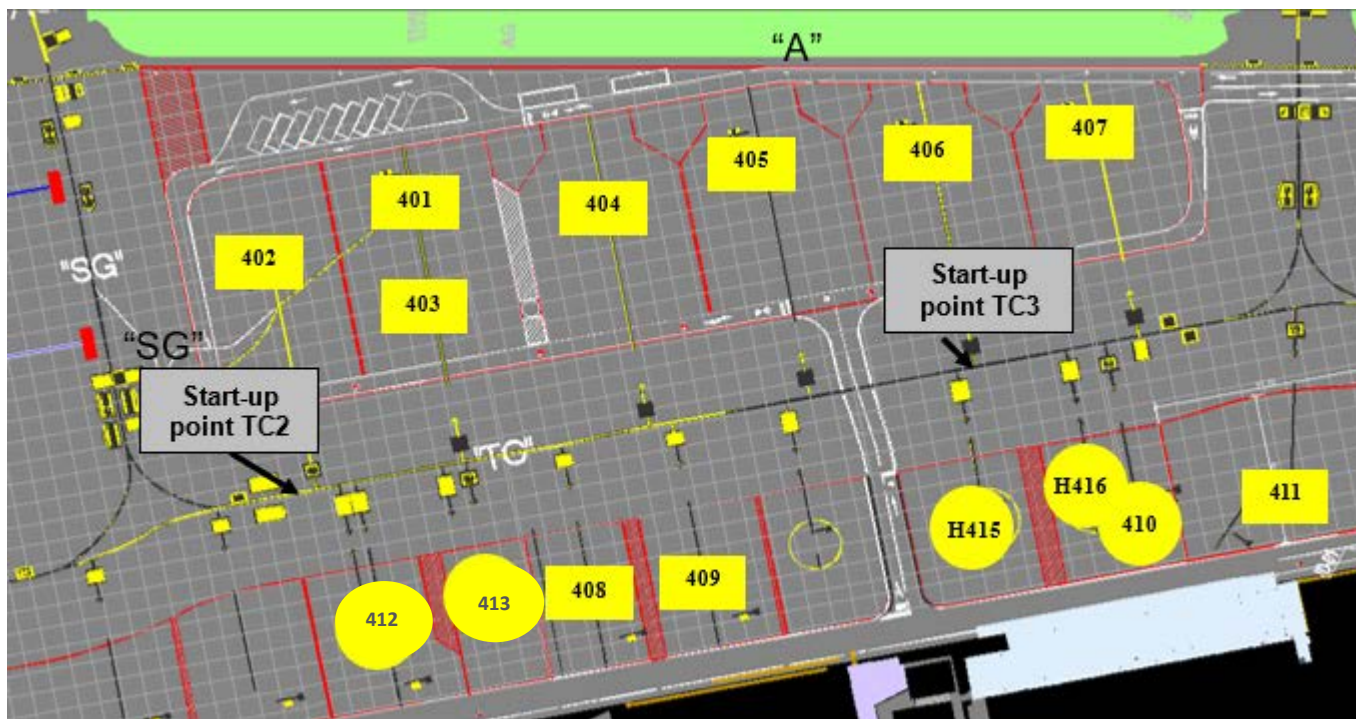 “A”
407
405
406
401
404
402
"SG"
403
Start-up
point TC3
“SG”
Start-up
point TC2
"TC"
H416
411
H415
410
409
408
413
412